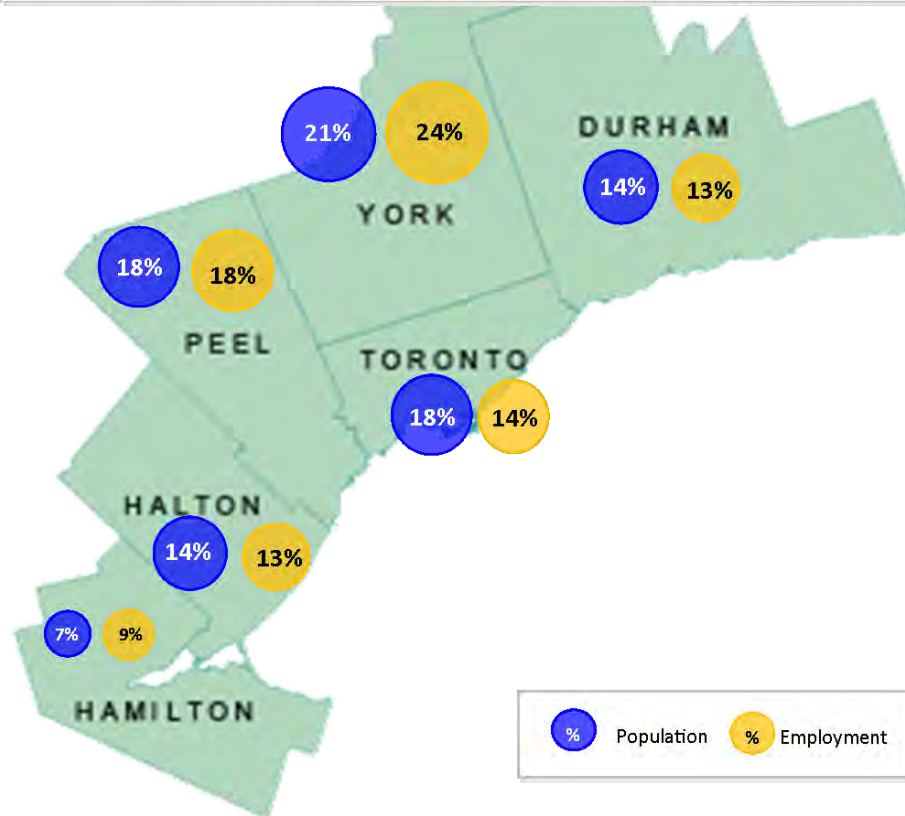 21% 24%
DURHAM
14% 13%
YORK
18% 18%
PEEL
TORONTO
18% 14%
HALTON
14% 13%
7% 9%
HAMILTON
% Population % Employment